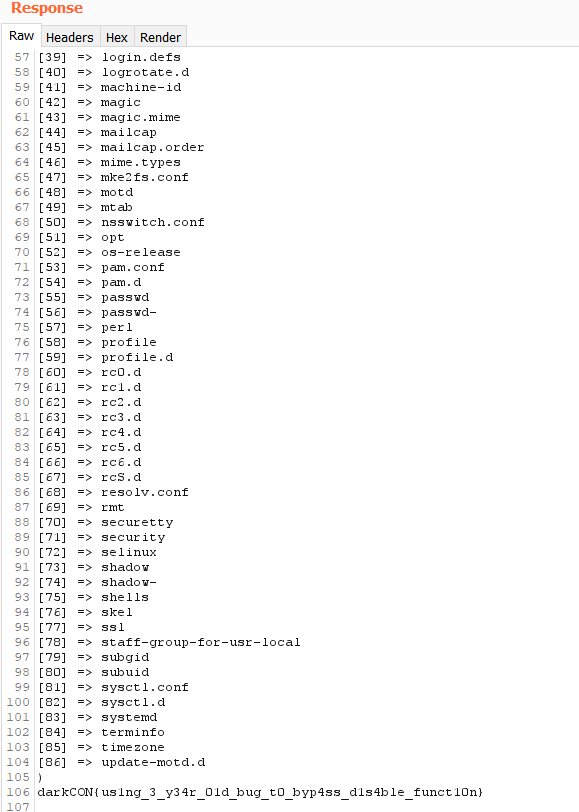 Response
Raw Headers Hex Render
57 [39] => login.defs
58 [40] => logrotate.d
59 [41] => machine-id
60 [42] => magic
61 [43] => magic.mime
62 [44] => mailcap
63 [45] => mailcap.order
64 [46] => mime.types
65 [47] => mke2fs.conf
66 [48] => motd
67 [49] => mtab
68 [50] => nsswitch.conf
69 [51] => opt
70 [52] => os-release
71 [53] => pam.conf
72 [54] => pam.d
73 [55] => passwd
74 [56] => passwd-
75 [57] => perl
76 [58] => profile
77 [59] => profile.d
78 [60] => rc0.d
79 [61] => rc1.d
80 [62] => rc2.d
81 [63] => rc3.d
82 [64] => rc4.d
83 [65] => rc5.d
84 [66] => rc6.d
85 [67] => rcS.d
86 [68] => resolv.conf
87 [69] => rmt
88 [70] => securetty
89 [71] => security
90 [72] => selinux
91 [73] => shadow
92 [74] => shadow-
93 [75] => shells
94 [76] => skel
95 [77] => ssl
96 [78] => staff-group-for-usr-local
97 [79] => subgid
98 [80] => subuid
99 [81] => sysctl.conf
100 [82] => sysctl.d
101 [83] => systemd
102 [84] => terminfo
103 [85] => timezone
104 [86] => update-motd.d
105 )
106 darkCON{us1ng_3_y34r_01d_bug_t0_byp4ss_d1s4ble_funct10n}
107